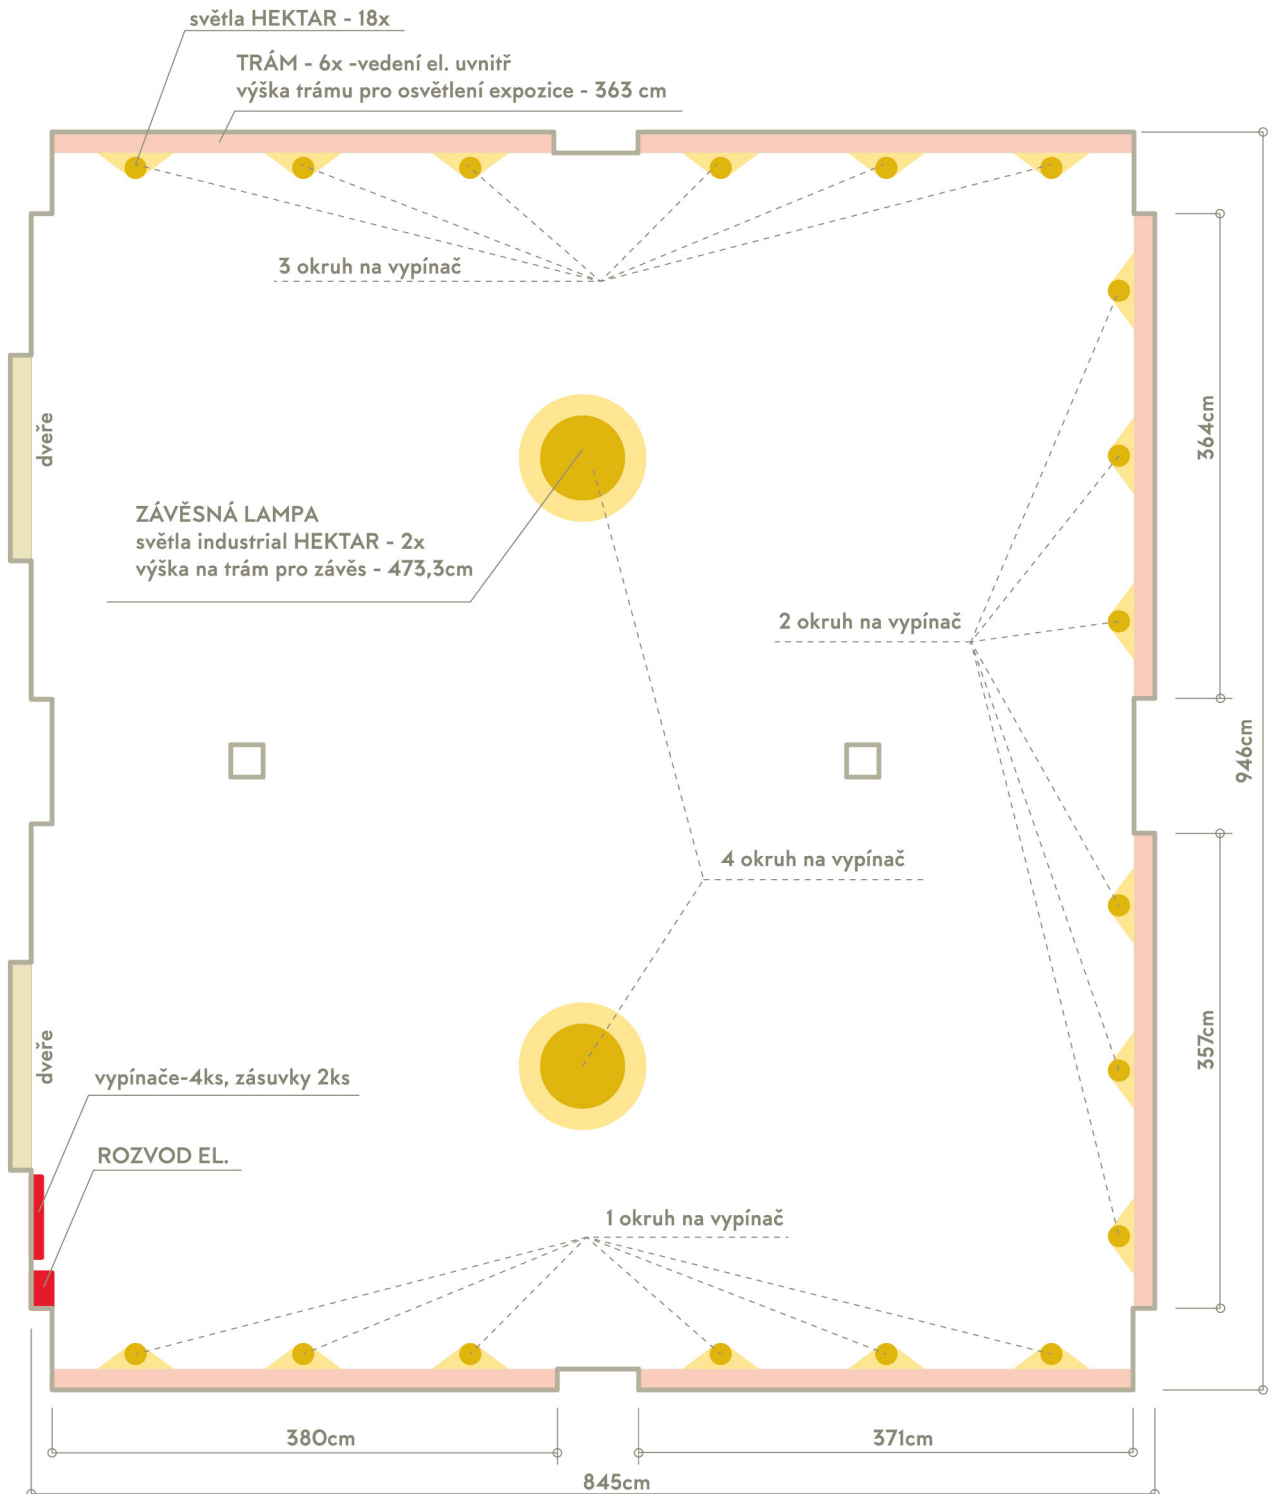 světla HEKTAR - 18x
TRÁM - 6x -vedení el. uvnitř
výška trámu pro osvětlení expozice - 363 cm
3 okruh na vypínač
dveře
364cm
ZÁVĚSNÁ LAMPA
světla industrial HEKTAR - 2x
výška na trám pro závěs - 473,3cm
2 okruh na vypínač
946cm
4 okruh na vypínač
dveře
357cm
vypínače-4ks, zásuvky 2ks
ROZVOD EL.
1 okruh na vypínač
380cm
371cm
845cm